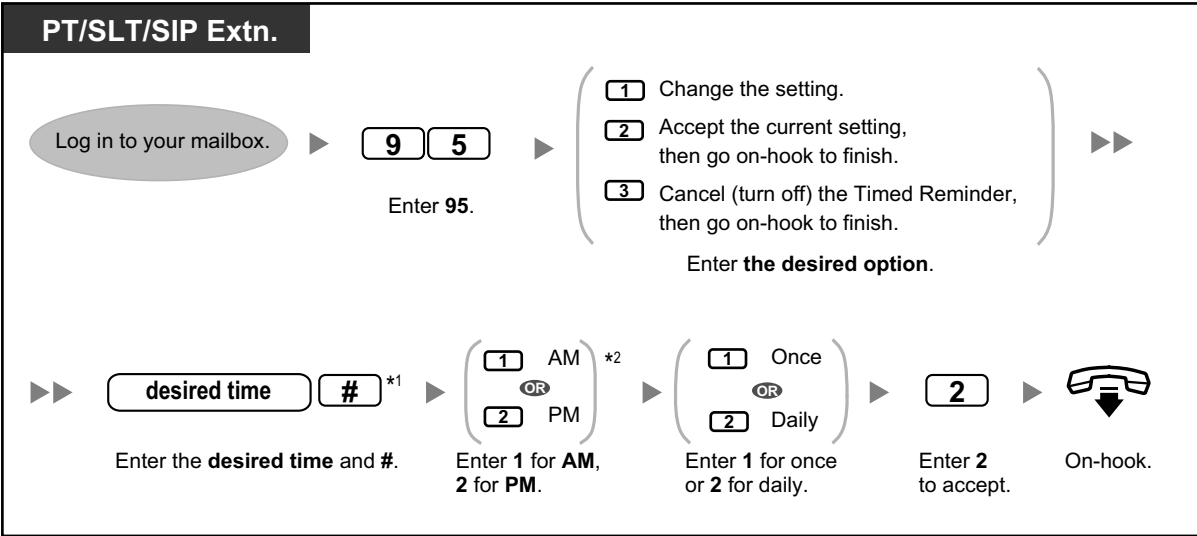 PT/SLT/SIP Extn.
Log in to your mailbox.
9 5
Enter 95.
1 Change the setting.
2 Accept the current setting,
then go on-hook to finish.
3 Cancel (turn off) the Timed Reminder,
then go on-hook to finish.
Enter the desired option.
desired time # *1
Enter the desired time and #.
1 AM *2
OR
2 PM
Enter 1 for AM,
2 for PM.
1 Once
OR
2 Daily
Enter 1 for once
or 2 for daily.
2
Enter 2
to accept.
On-hook.